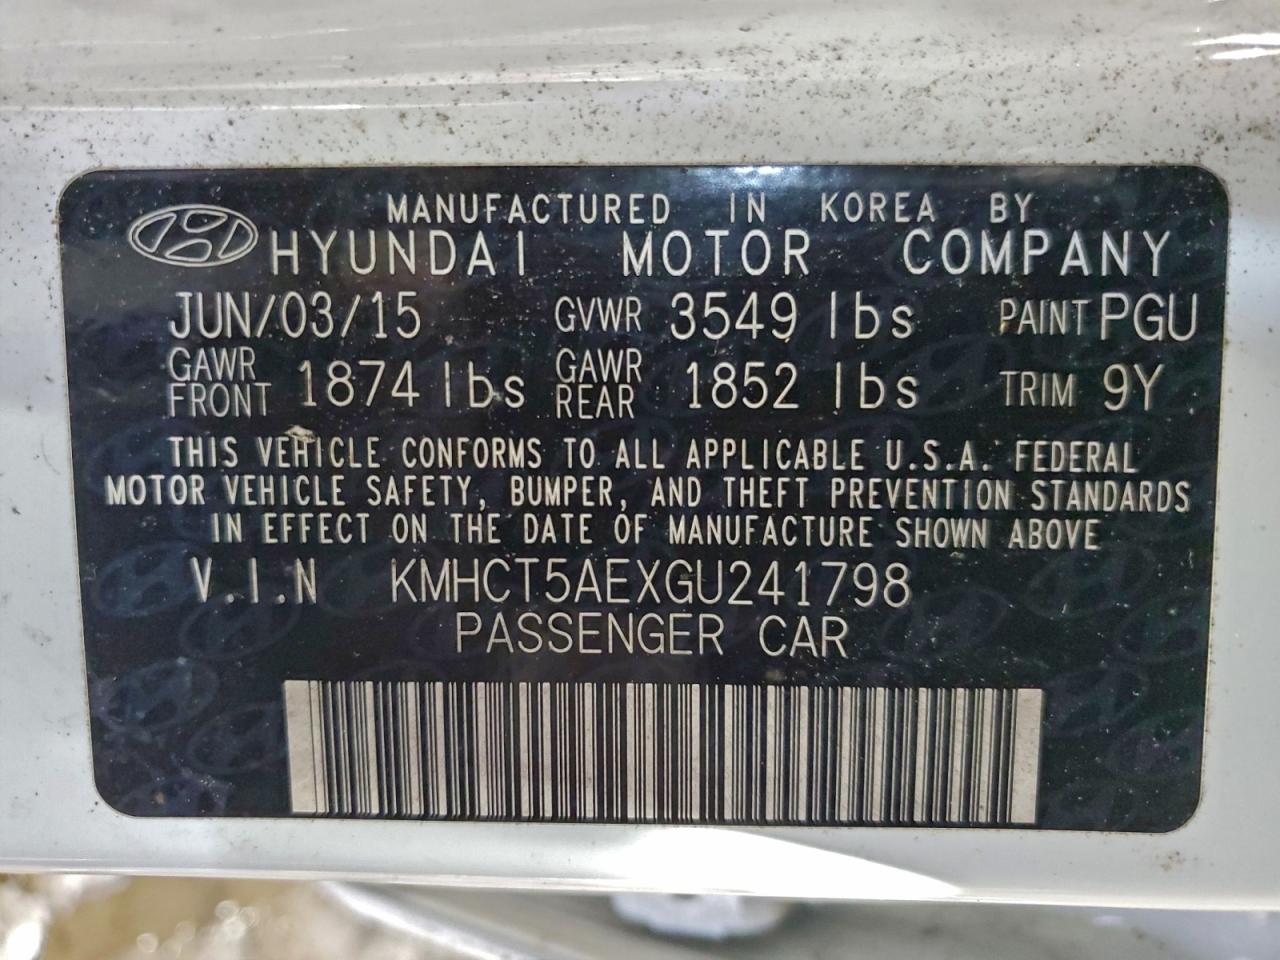 MANUFACTURED IN KOREA BY
HYUNDAI MOTOR COMPANY
JUN/03/15 GVWR 3549 lbs PAINT PGU
GAWR FRONT 1874 lbs GAWR REAR 1852 lbs TRIM 9Y
THIS VEHICLE CONFORMS TO ALL APPLICABLE U.S.A. FEDERAL
MOTOR VEHICLE SAFETY, BUMPER, AND THEFT PREVENTION STANDARDS
IN EFFECT ON THE DATE OF MANUFACTURE SHOWN ABOVE
V.I.N KMHCT5AEXGU241798
PASSENGER CAR